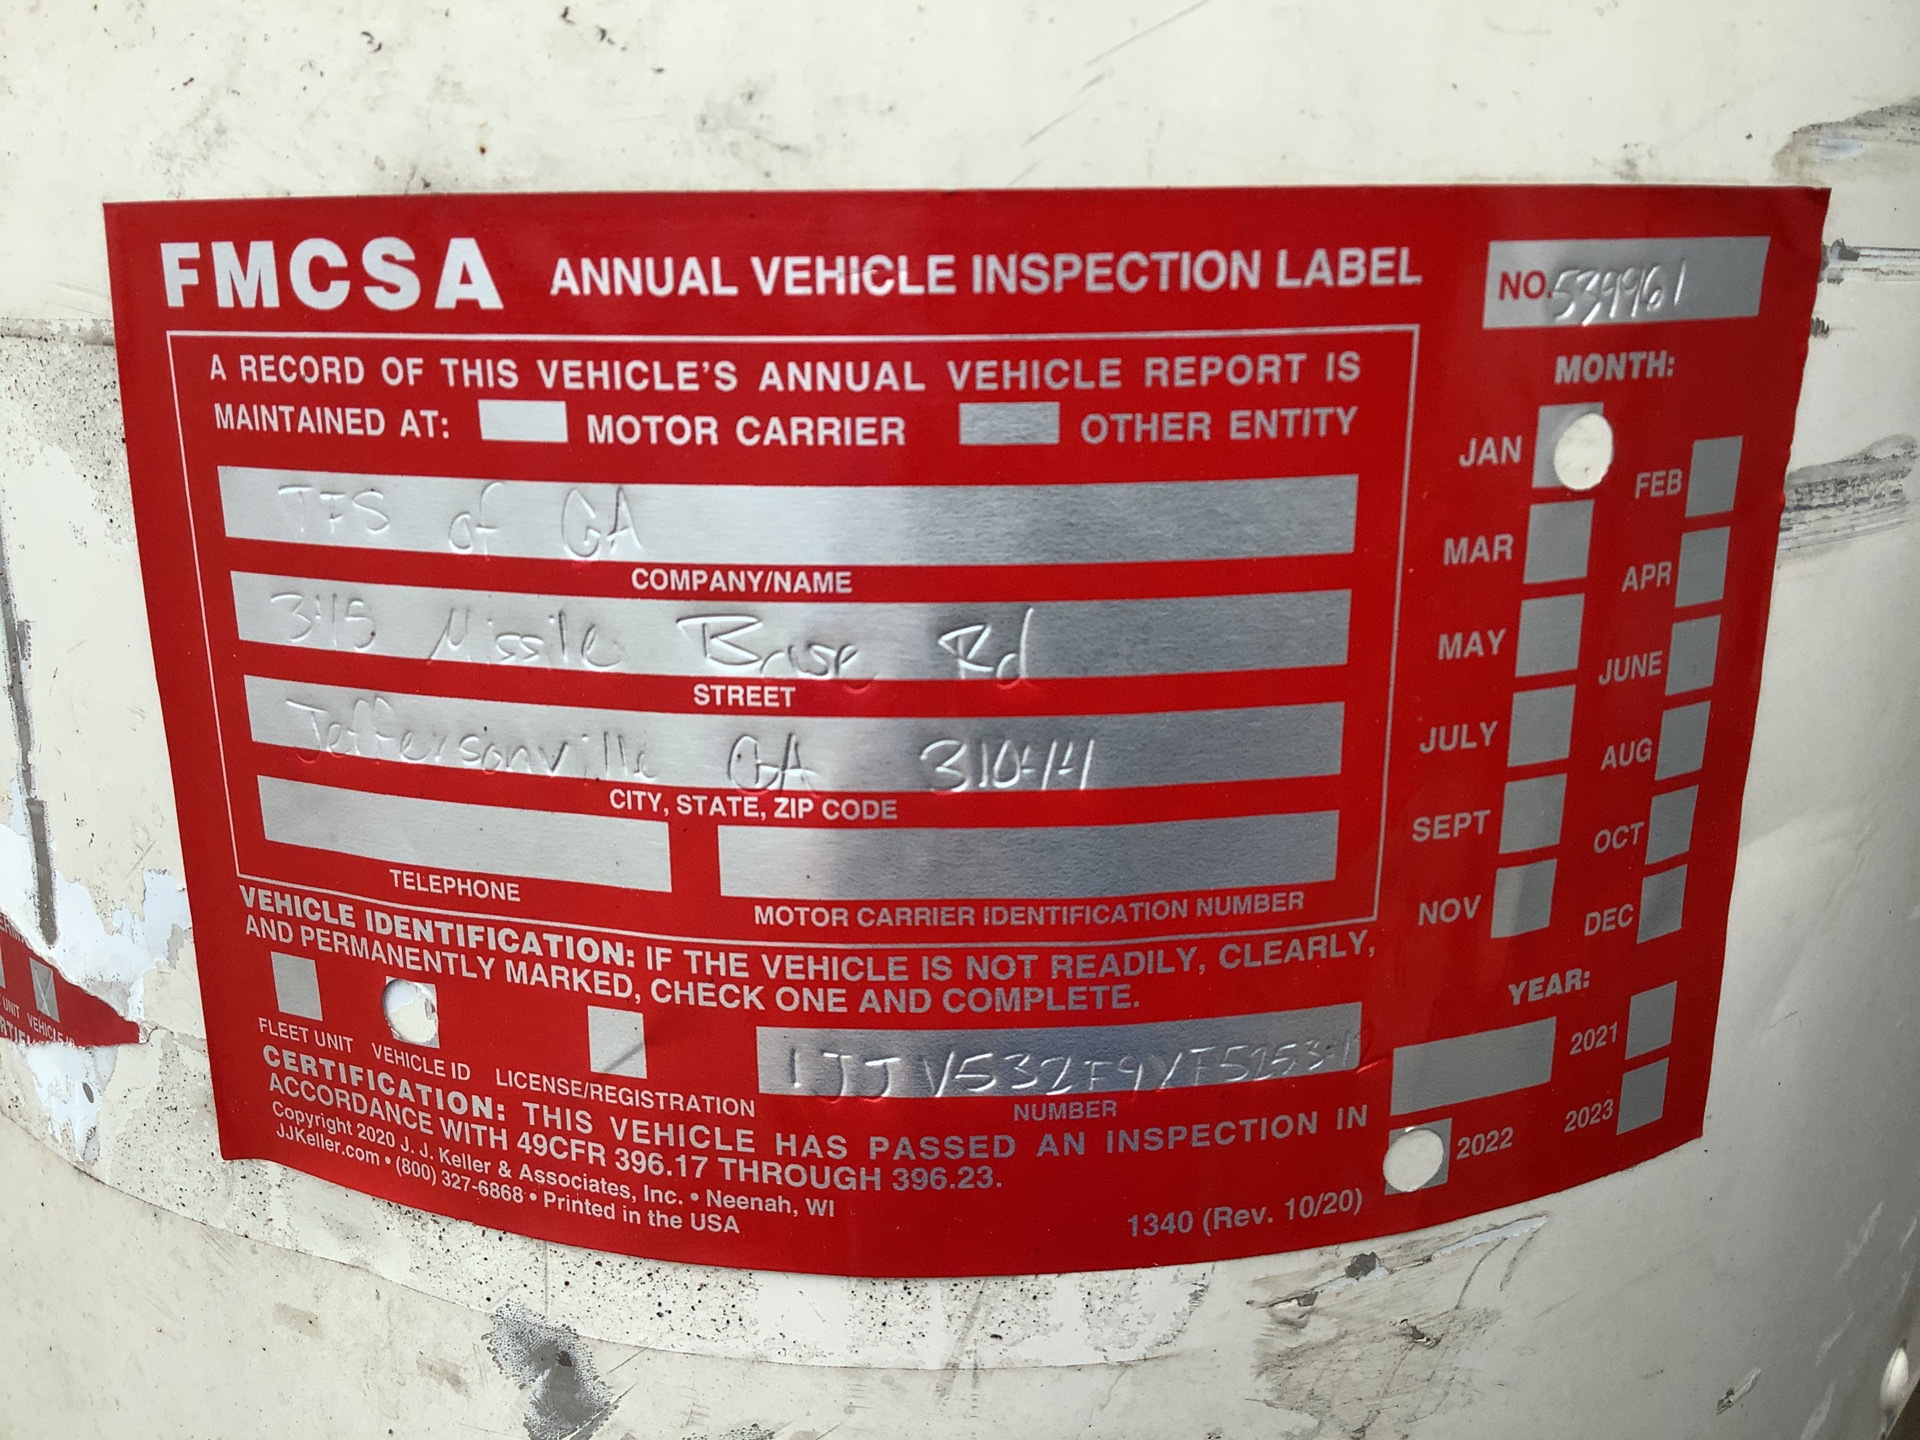 FMCSA ANNUAL VEHICLE INSPECTION LABEL
NO. 539961
A RECORD OF THIS VEHICLE'S ANNUAL VEHICLE REPORT IS
MAINTAINED AT: MOTOR CARRIER OTHER ENTITY
TFS of GA
COMPANY/NAME
Missile Base Rd
STREET
Jeffersonville GA 31044
CITY, STATE, ZIP CODE
TELEPHONE
MOTOR CARRIER IDENTIFICATION NUMBER
VEHICLE IDENTIFICATION: IF THE VEHICLE IS NOT READILY, CLEARLY,
AND PERMANENTLY MARKED, CHECK ONE AND COMPLETE.
FLEET UNIT VEHICLE ID LICENSE/REGISTRATION
NUMBER
CERTIFICATION: THIS VEHICLE HAS PASSED AN INSPECTION IN
ACCORDANCE WITH 49CFR 396.17 THROUGH 396.23.
Copyright 2020 J. J. Keller & Associates, Inc. • Neenah, WI
JJKeller.com • (800) 327-6868 • Printed in the USA
1340 (Rev. 10/20)
MONTH:
JAN FEB
MAR APR
MAY JUNE
JULY AUG
SEPT OCT
NOV DEC
YEAR:
2021
2022 2023
UNIT VEHICLE